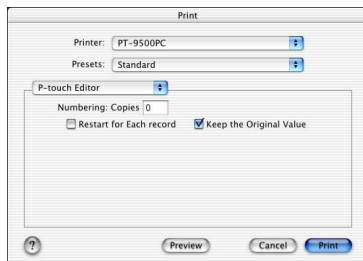 Print
Printer: PT-9500PC
Presets: Standard
P-touch Editor
Numbering: Copies 0
Restart for Each record Keep the Original Value
? Preview Cancel Print